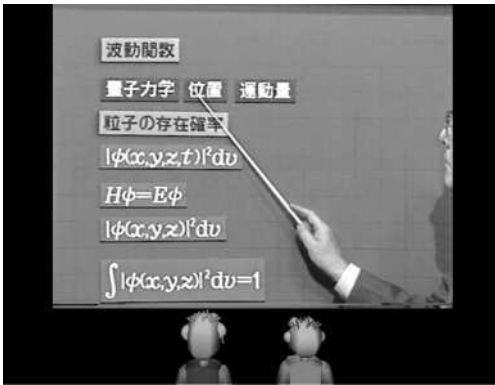 波動関数
量子力学 位置 運動量
粒子の存在確率
|ϕ(x,y,z,t)|²dυ
Hϕ=Eϕ
|ϕ(x,y,z)|²dυ
∫|ϕ(x,y,z)|²dυ=1